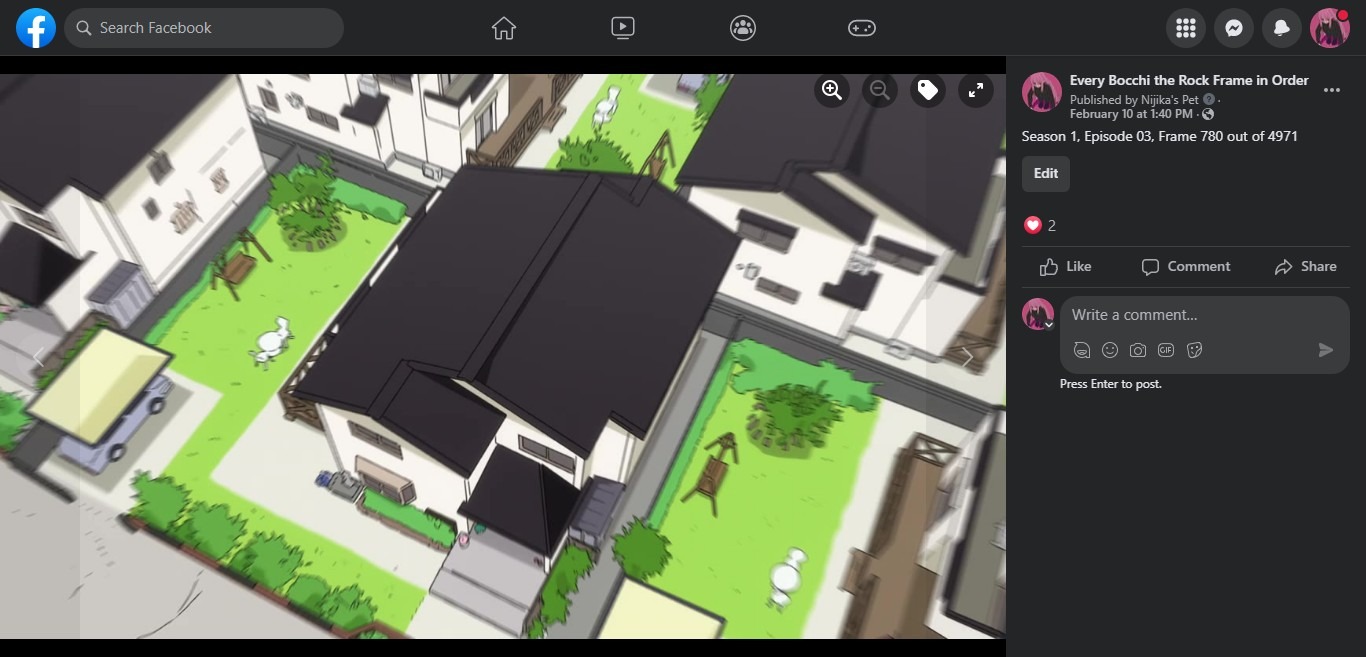 Search Facebook
Every Bocchi the Rock Frame in Order
Published by Nijika's Pet ·
February 10 at 1:40 PM ·
Season 1, Episode 03, Frame 780 out of 4971
Edit
2
Like
Comment
Share
Write a comment...
GIF
Press Enter to post.